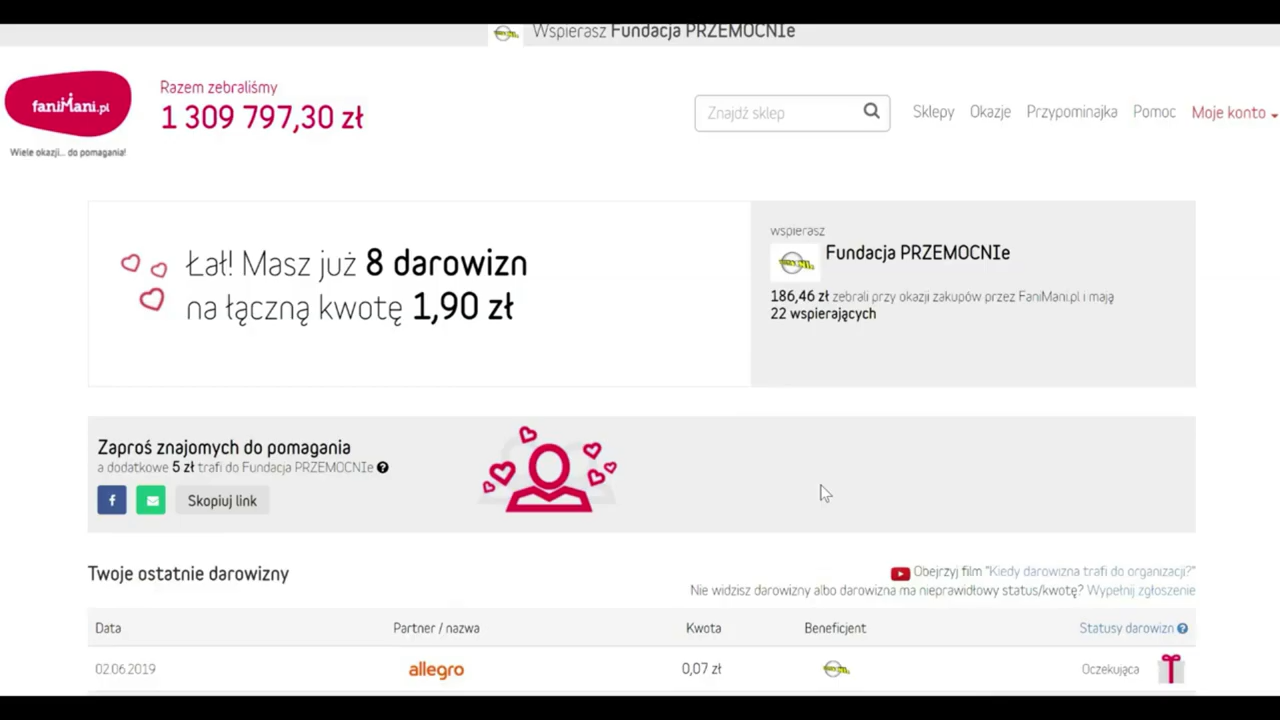 Wspierasz Fundacja PRZEMOCNIe
faniMani.pl
Wiele okazji... do pomagania!
Razem zebraliśmy
1 309 797,30 zł
Znajdź sklep
Sklepy
Okazje
Przypominajka
Pomoc
Moje konto
Łał! Masz już 8 darowizn
na łączną kwotę 1,90 zł
wspierasz
Fundacja PRZEMOCNIe
186,46 zł zebrali przy okazji zakupów przez FaniMani.pl i mają
22 wspierających
Zaproś znajomych do pomagania
a dodatkowe 5 zł trafi do Fundacja PRZEMOCNIe ?
f
Skopiuj link
Twoje ostatnie darowizny
Obejrzyj film "Kiedy darowizna trafi do organizacji?"
Nie widzisz darowizny albo darowizna ma nieprawidłowy status/kwotę? Wypełnij zgłoszenie
Data
Partner / nazwa
Kwota
Beneficjent
Statusy darowizn ?
02.06.2019
allegro
0,07 zł
Oczekująca